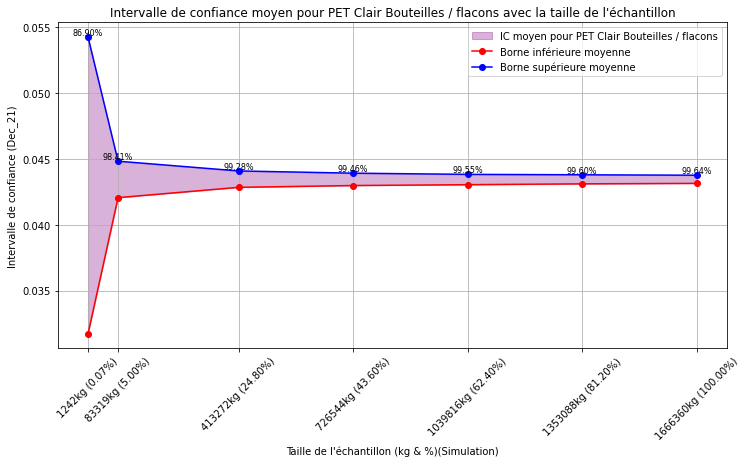 Intervalle de confiance moyen pour PET Clair Bouteilles / flacons avec la taille de l'échantillon
IC moyen pour PET Clair Bouteilles / flacons
Borne inférieure moyenne
Borne supérieure moyenne
Intervalle de confiance (Dec_21)
0.055
0.050
0.045
0.040
0.035
86.90%
98.41%
99.28%
99.46%
99.55%
99.60%
99.64%
1242kg (0.07%)
83319kg (5.00%)
413272kg (24.80%)
726544kg (43.60%)
1039816kg (62.40%)
1353088kg (81.20%)
1666360kg (100.00%)
Taille de l'échantillon (kg & %)(Simulation)